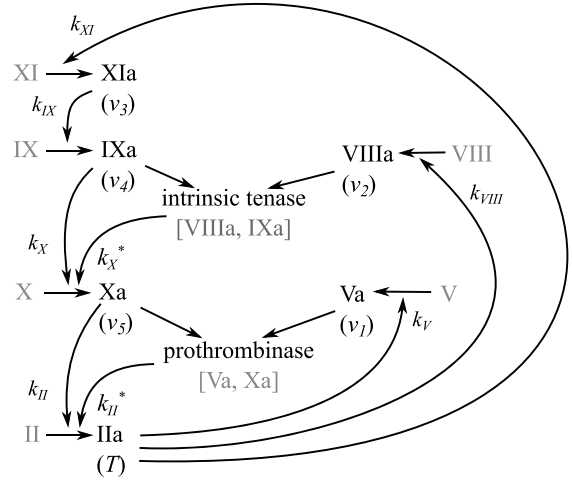 k_XI
XI XIa
k_IX (v_3)
IX IXa VIIIa VIII
(v_4) (v_2)
intrinsic tenase k_VIII
[VIIIa, IXa]
k_X k_X^*
X Xa Va V
(v_5) (v_1) k_V
prothrombinase
[Va, Xa]
k_II k_II^*
II IIa
(T)